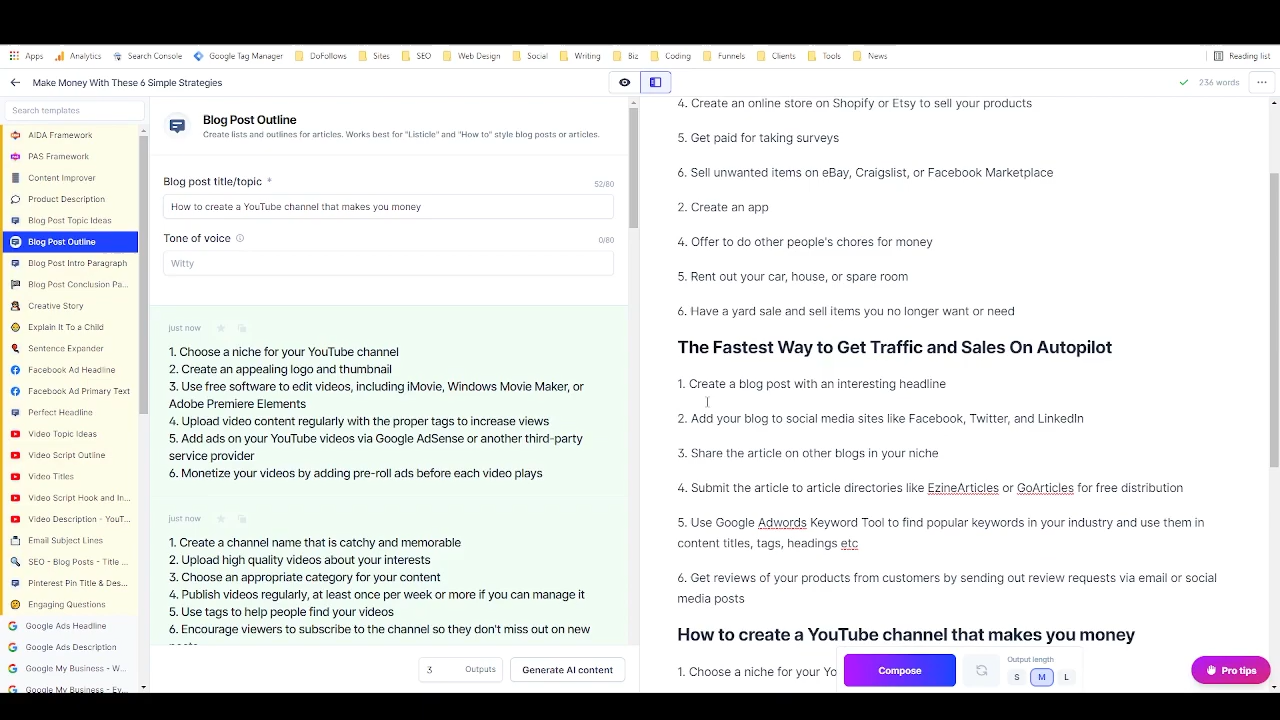 Apps Analytics Search Console Google Tag Manager DoFollows Sites SEO Web Design Social Writing Biz Coding Funnels Clients Tools News Reading list
Make Money With These 6 Simple Strategies
236 words
Search templates
AIDA Framework
PAS Framework
Content Improver
Product Description
Blog Post Topic Ideas
Blog Post Outline
Blog Post Intro Paragraph
Blog Post Conclusion Pa...
Creative Story
Explain It To a Child
Sentence Expander
Facebook Ad Headline
Facebook Ad Primary Text
Perfect Headline
Video Topic Ideas
Video Script Outline
Video Titles
Video Script Hook and In...
Video Description - YouT...
Email Subject Lines
SEO - Blog Posts - Title ...
Pinterest Pin Title & Des...
Engaging Questions
Google Ads Headline
Google Ads Description
Google My Business - W...
Google My Business - Ev...
Blog Post Outline
Create lists and outlines for articles. Works best for "Listicle" and "How to" style blog posts or articles.
Blog post title/topic *
52/80
How to create a YouTube channel that makes you money
Tone of voice
0/80
Witty
just now
1. Choose a niche for your YouTube channel
2. Create an appealing logo and thumbnail
3. Use free software to edit videos, including iMovie, Windows Movie Maker, or
Adobe Premiere Elements
4. Upload video content regularly with the proper tags to increase views
5. Add ads on your YouTube videos via Google AdSense or another third-party
service provider
6. Monetize your videos by adding pre-roll ads before each video plays
just now
1. Create a channel name that is catchy and memorable
2. Upload high quality videos about your interests
3. Choose an appropriate category for your content
4. Publish videos regularly, at least once per week or more if you can manage it
5. Use tags to help people find your videos
6. Encourage viewers to subscribe to the channel so they don't miss out on new
3 Outputs
Generate AI content
4. Create an online store on Shopify or Etsy to sell your products
5. Get paid for taking surveys
6. Sell unwanted items on eBay, Craigslist, or Facebook Marketplace
2. Create an app
4. Offer to do other people's chores for money
5. Rent out your car, house, or spare room
6. Have a yard sale and sell items you no longer want or need
The Fastest Way to Get Traffic and Sales On Autopilot
1. Create a blog post with an interesting headline
2. Add your blog to social media sites like Facebook, Twitter, and LinkedIn
3. Share the article on other blogs in your niche
4. Submit the article to article directories like EzineArticles or GoArticles for free distribution
5. Use Google Adwords Keyword Tool to find popular keywords in your industry and use them in
content titles, tags, headings etc
6. Get reviews of your products from customers by sending out review requests via email or social
media posts
How to create a YouTube channel that makes you money
1. Choose a niche for your Yo
Compose
Output length
S M L
Pro tips